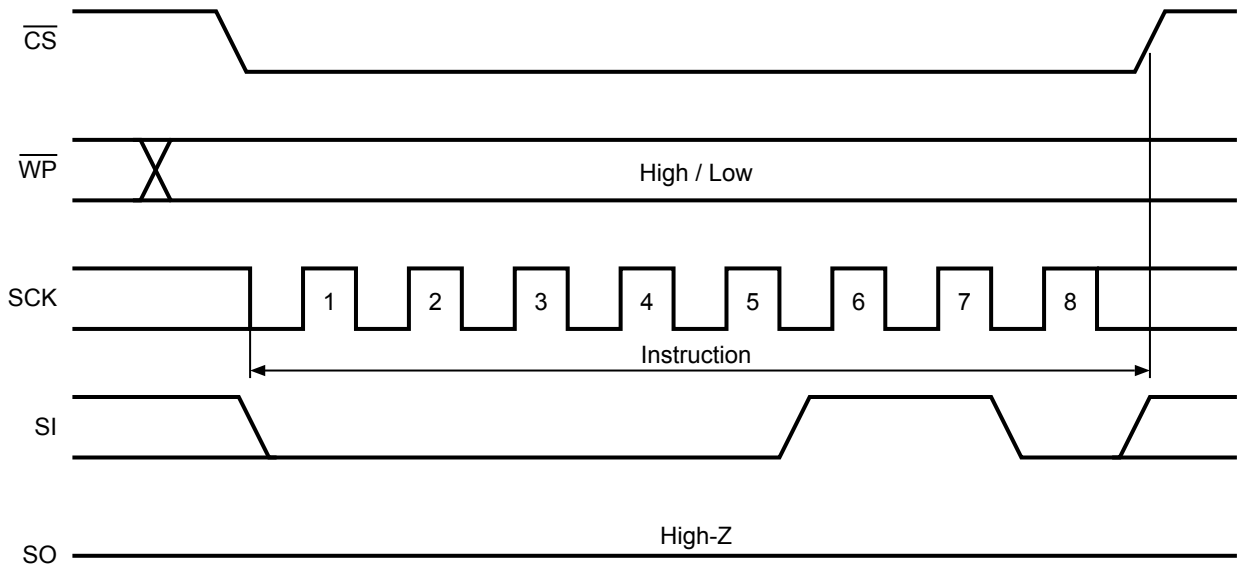 CS
WP
High / Low
SCK
1 2 3 4 5 6 7 8
Instruction
SI
High-Z
SO